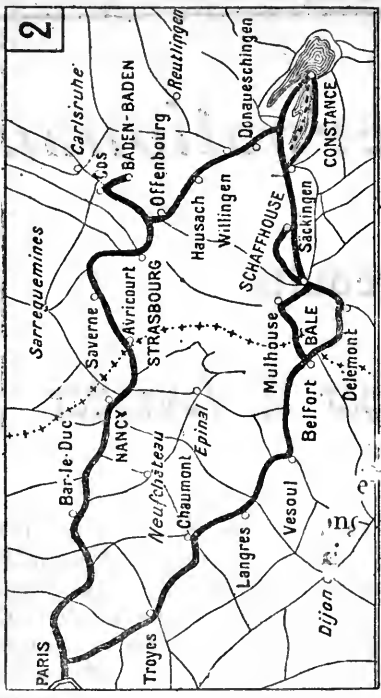 2
Carlsruhe
Reutlingen
Cos
BADEN-BADEN
Sarreguemines
Offenbourg
Donaueschingen
Hausach
Willingen
CONSTANCE
Saverne
Avricourt
STRASBOURG
SCHAFFHOUSE
Säckingen
Bar-le-Duc
NANCY
Mulhouse
BALE
Neufchâteau
Epinal
Belfort
Delemont
Chaumont
PARIS
Langres
Vesoul
Troyes
Dijon